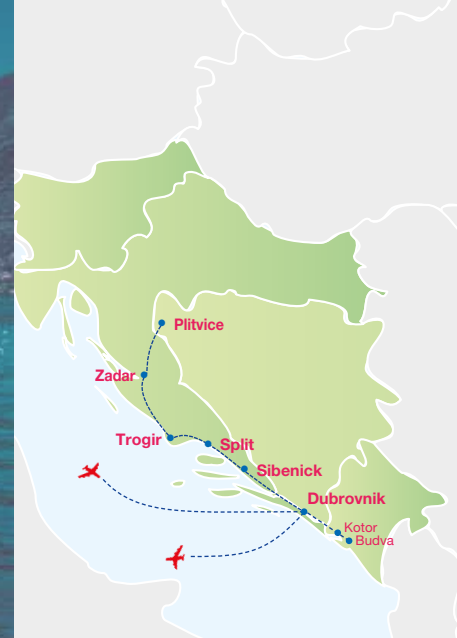 Plitvice
Zadar
Trogir
Split
Sibenick
Dubrovnik
Kotor
Budva